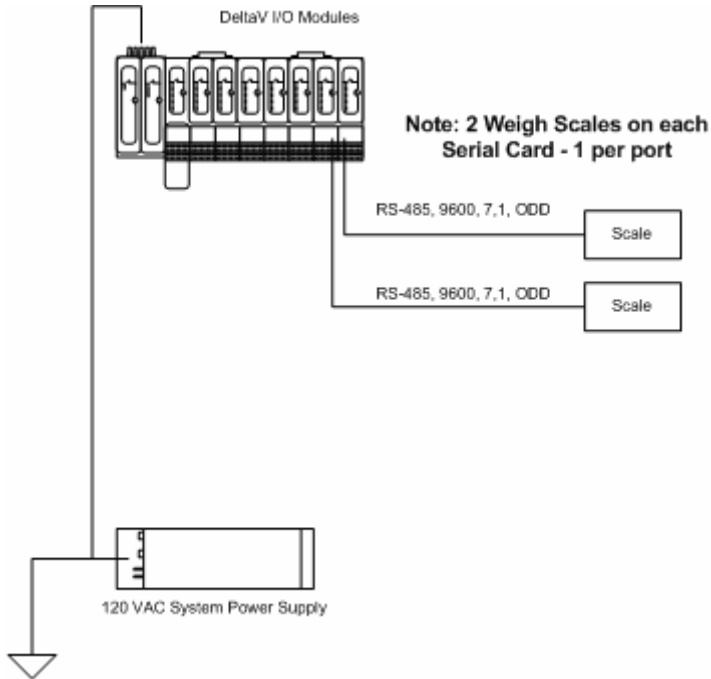 DeltaV I/O Modules
Note: 2 Weigh Scales on each
Serial Card - 1 per port
RS-485, 9600, 7,1, ODD
Scale
RS-485, 9600, 7,1, ODD
Scale
120 VAC System Power Supply